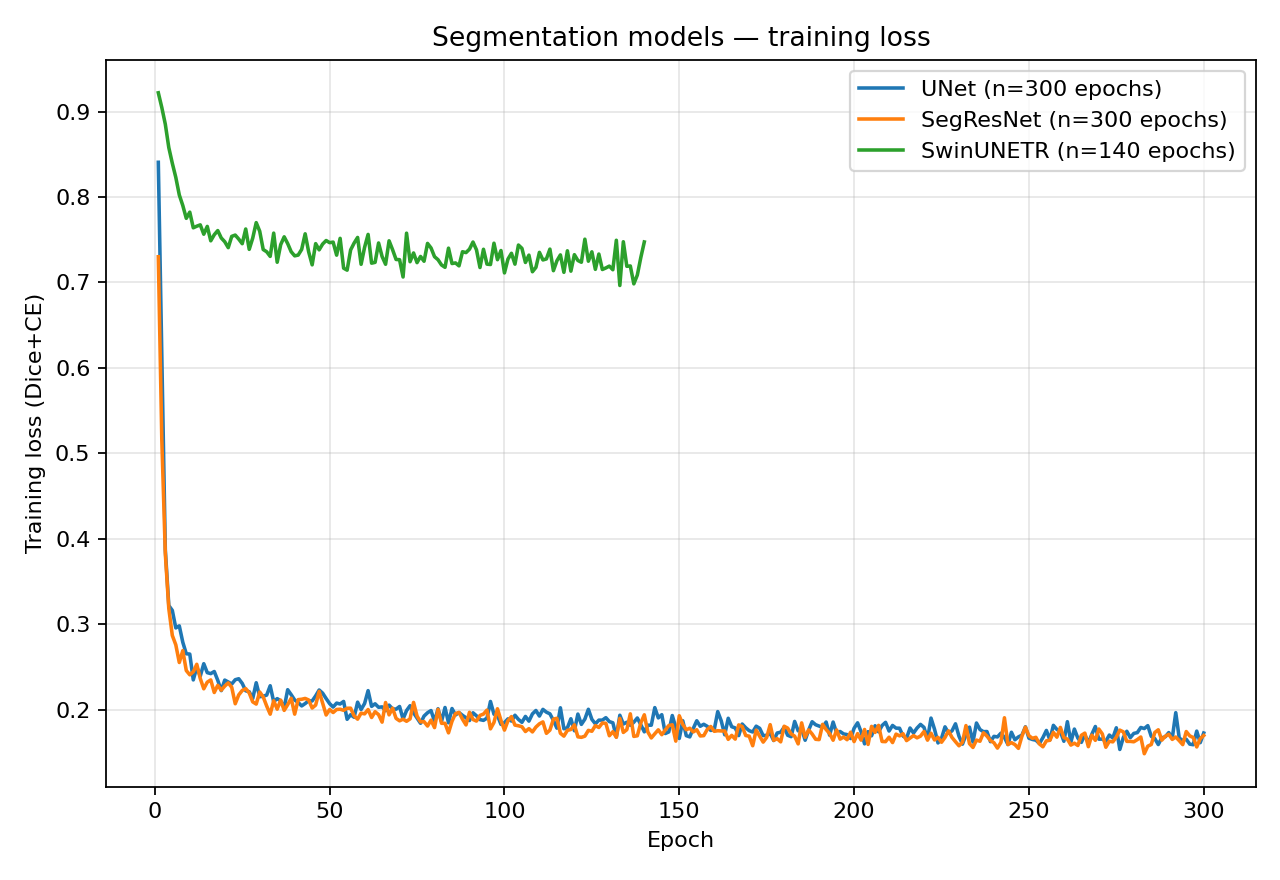 Segmentation models — training loss
UNet (n=300 epochs)
SegResNet (n=300 epochs)
SwinUNETR (n=140 epochs)
Training loss (Dice+CE)
0.9
0.8
0.7
0.6
0.5
0.4
0.3
0.2
0 50 100 150 200 250 300
Epoch